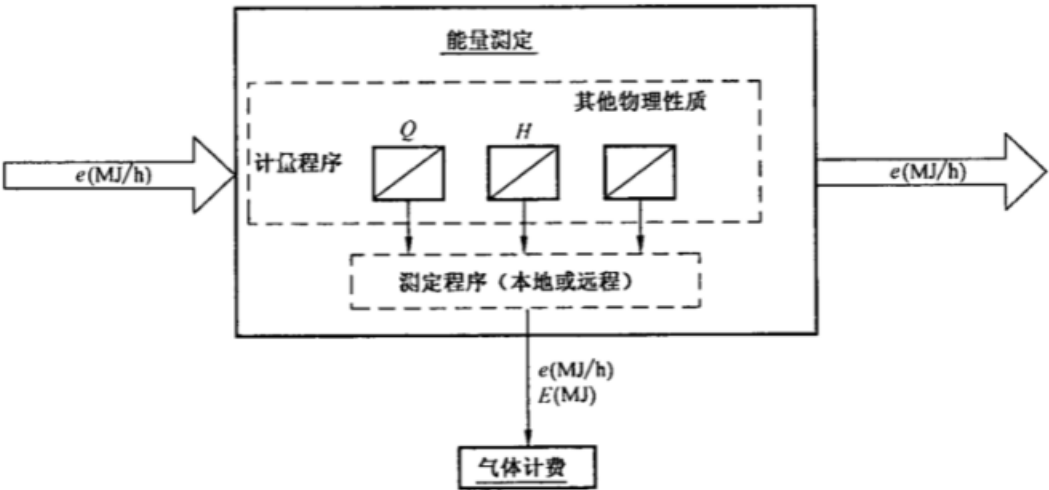 能量测定
其他物理性质
Q
H
计量程序
e(MJ/h)
e(MJ/h)
测定程序（本地或远程）
e(MJ/h)
E(MJ)
气体计费